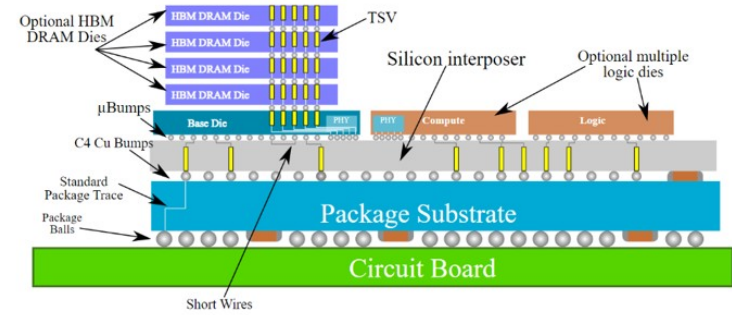 Optional HBM
DRAM Dies
HBM DRAM Die
HBM DRAM Die
HBM DRAM Die
HBM DRAM Die
TSV
Silicon interposer
Optional multiple
logic dies
μBumps
Base Die
PHY
PHY
Compute
Logic
C4 Cu Bumps
Standard
Package Trace
Package
Balls
Package Substrate
Circuit Board
Short Wires